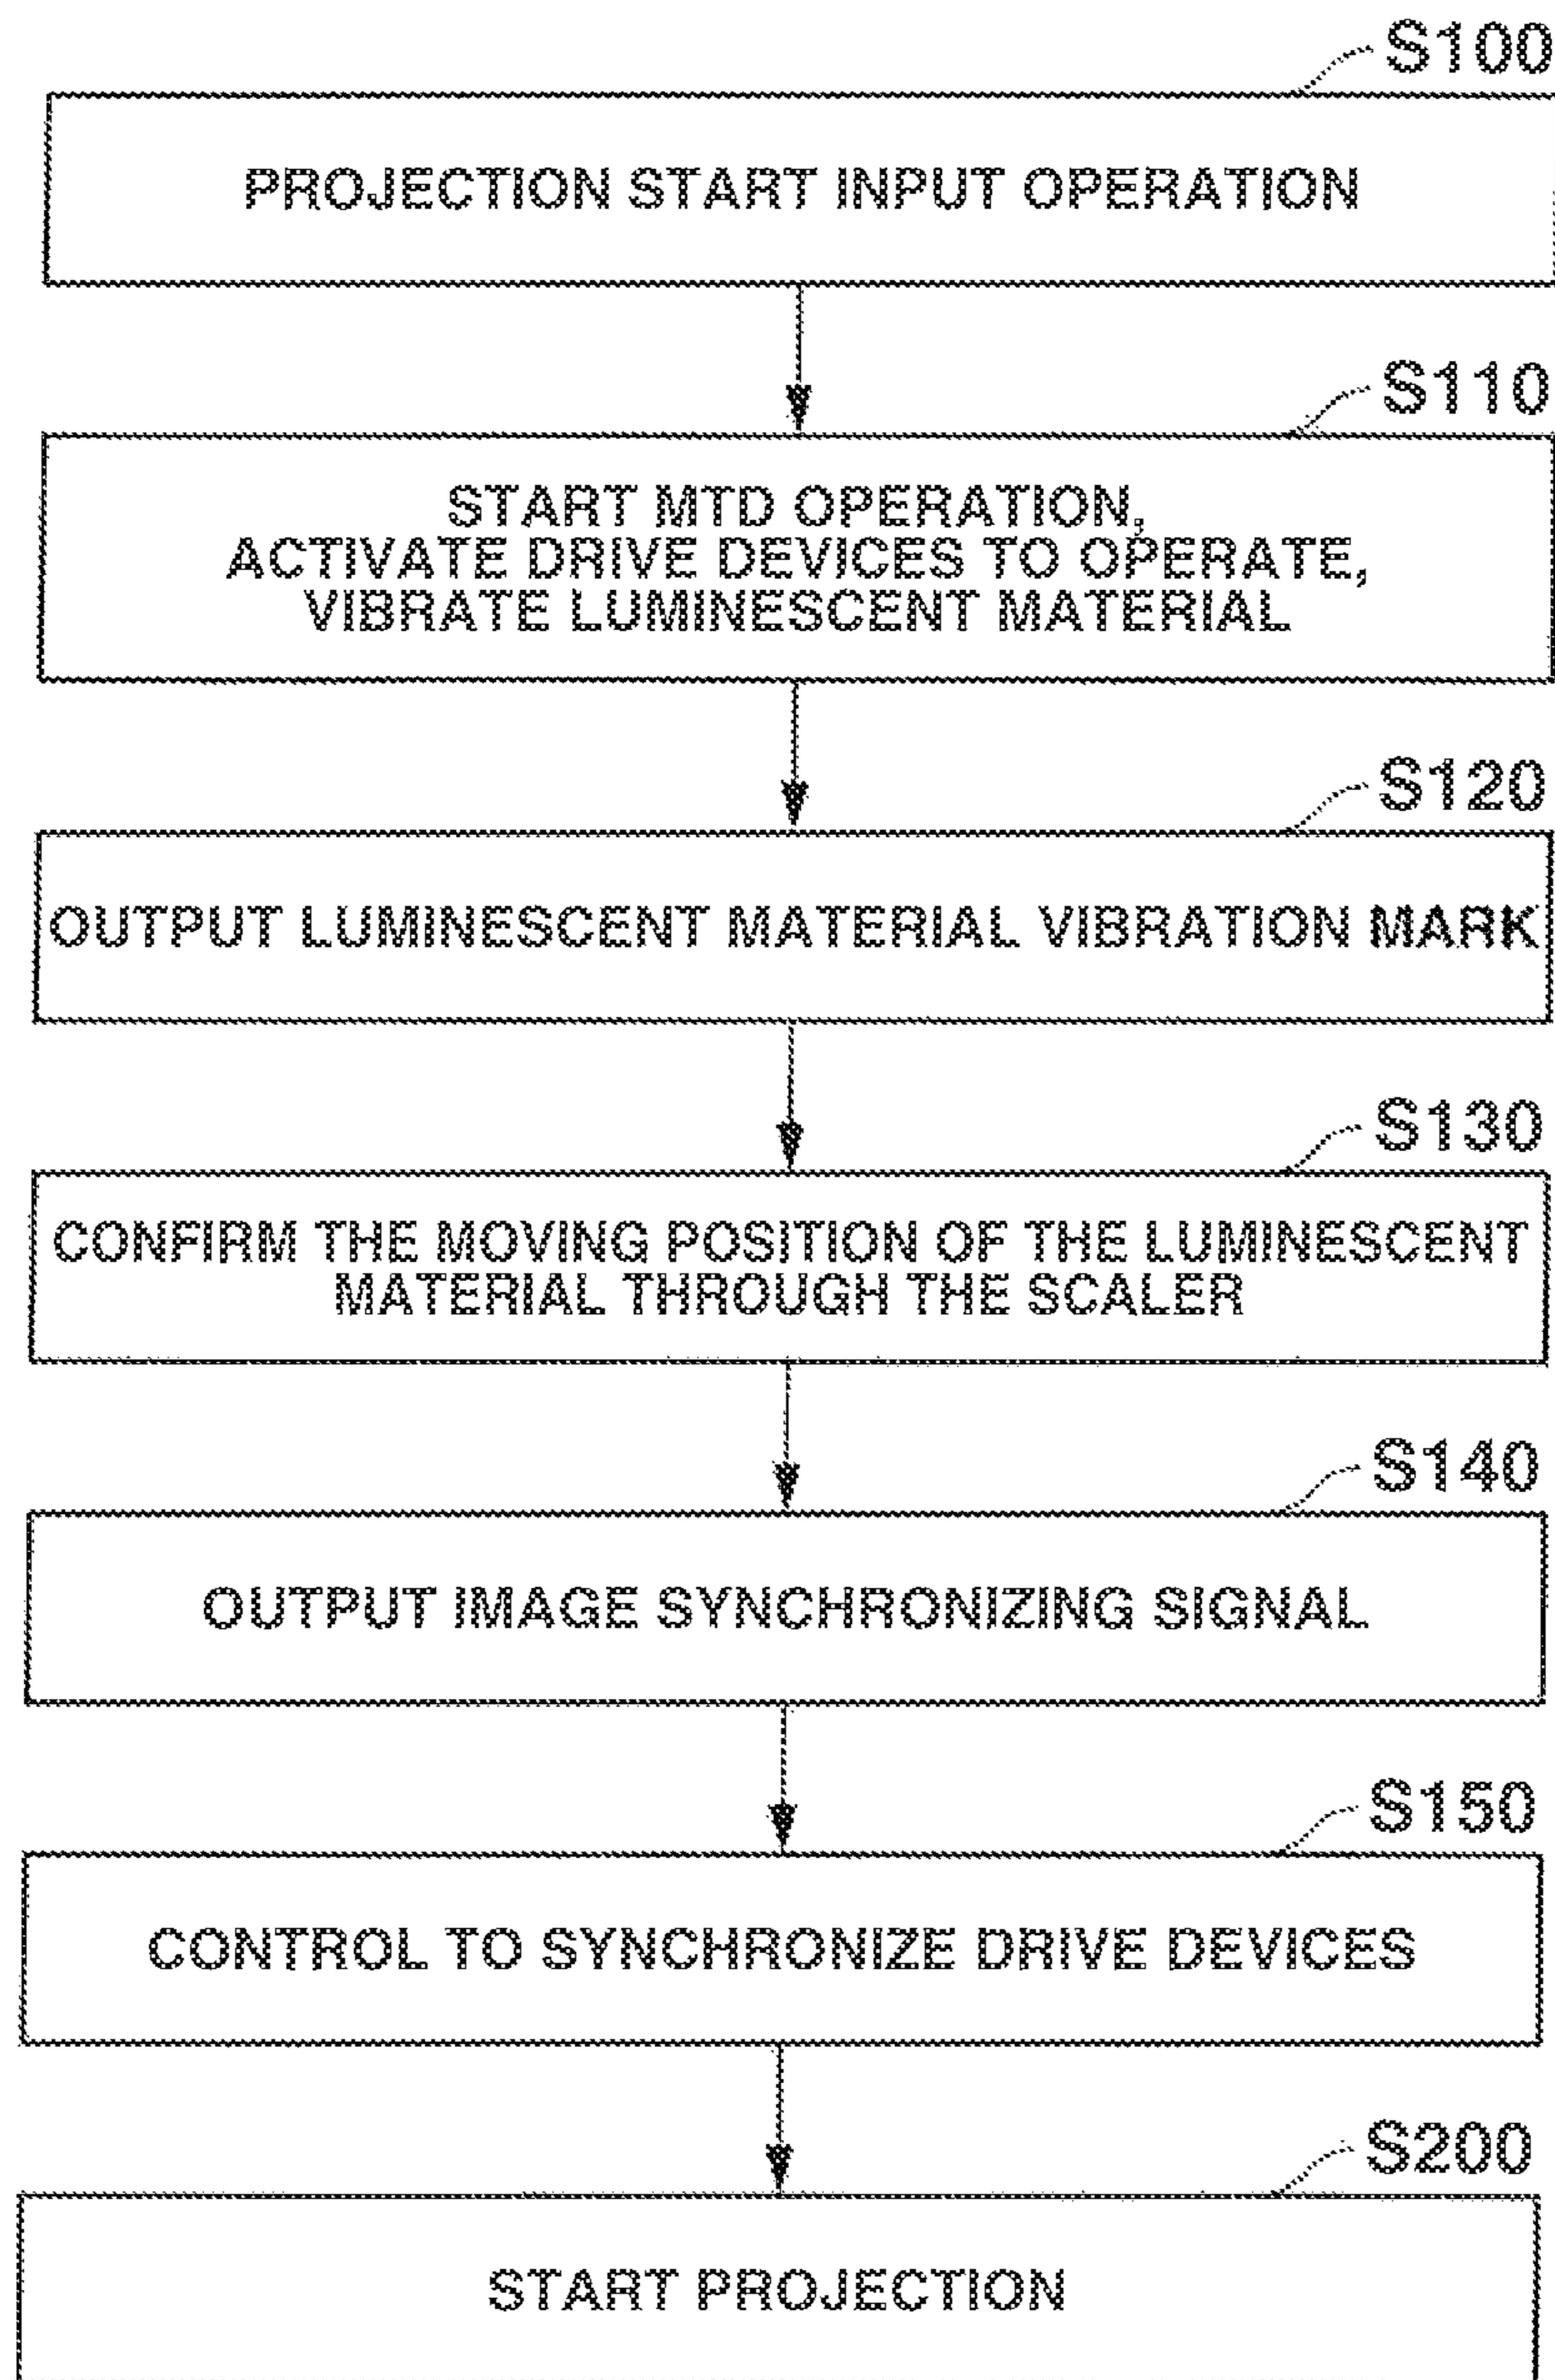 S100
PROJECTION START INPUT OPERATION
S110
START MTD OPERATION,
ACTIVATE DRIVE DEVICES TO OPERATE,
VIBRATE LUMINESCENT MATERIAL
S120
OUTPUT LUMINESCENT MATERIAL VIBRATION MARK
S130
CONFIRM THE MOVING POSITION OF THE LUMINESCENT
MATERIAL THROUGH THE SCALER
S140
OUTPUT IMAGE SYNCHRONIZING SIGNAL
S150
CONTROL TO SYNCHRONIZE DRIVE DEVICES
S200
START PROJECTION